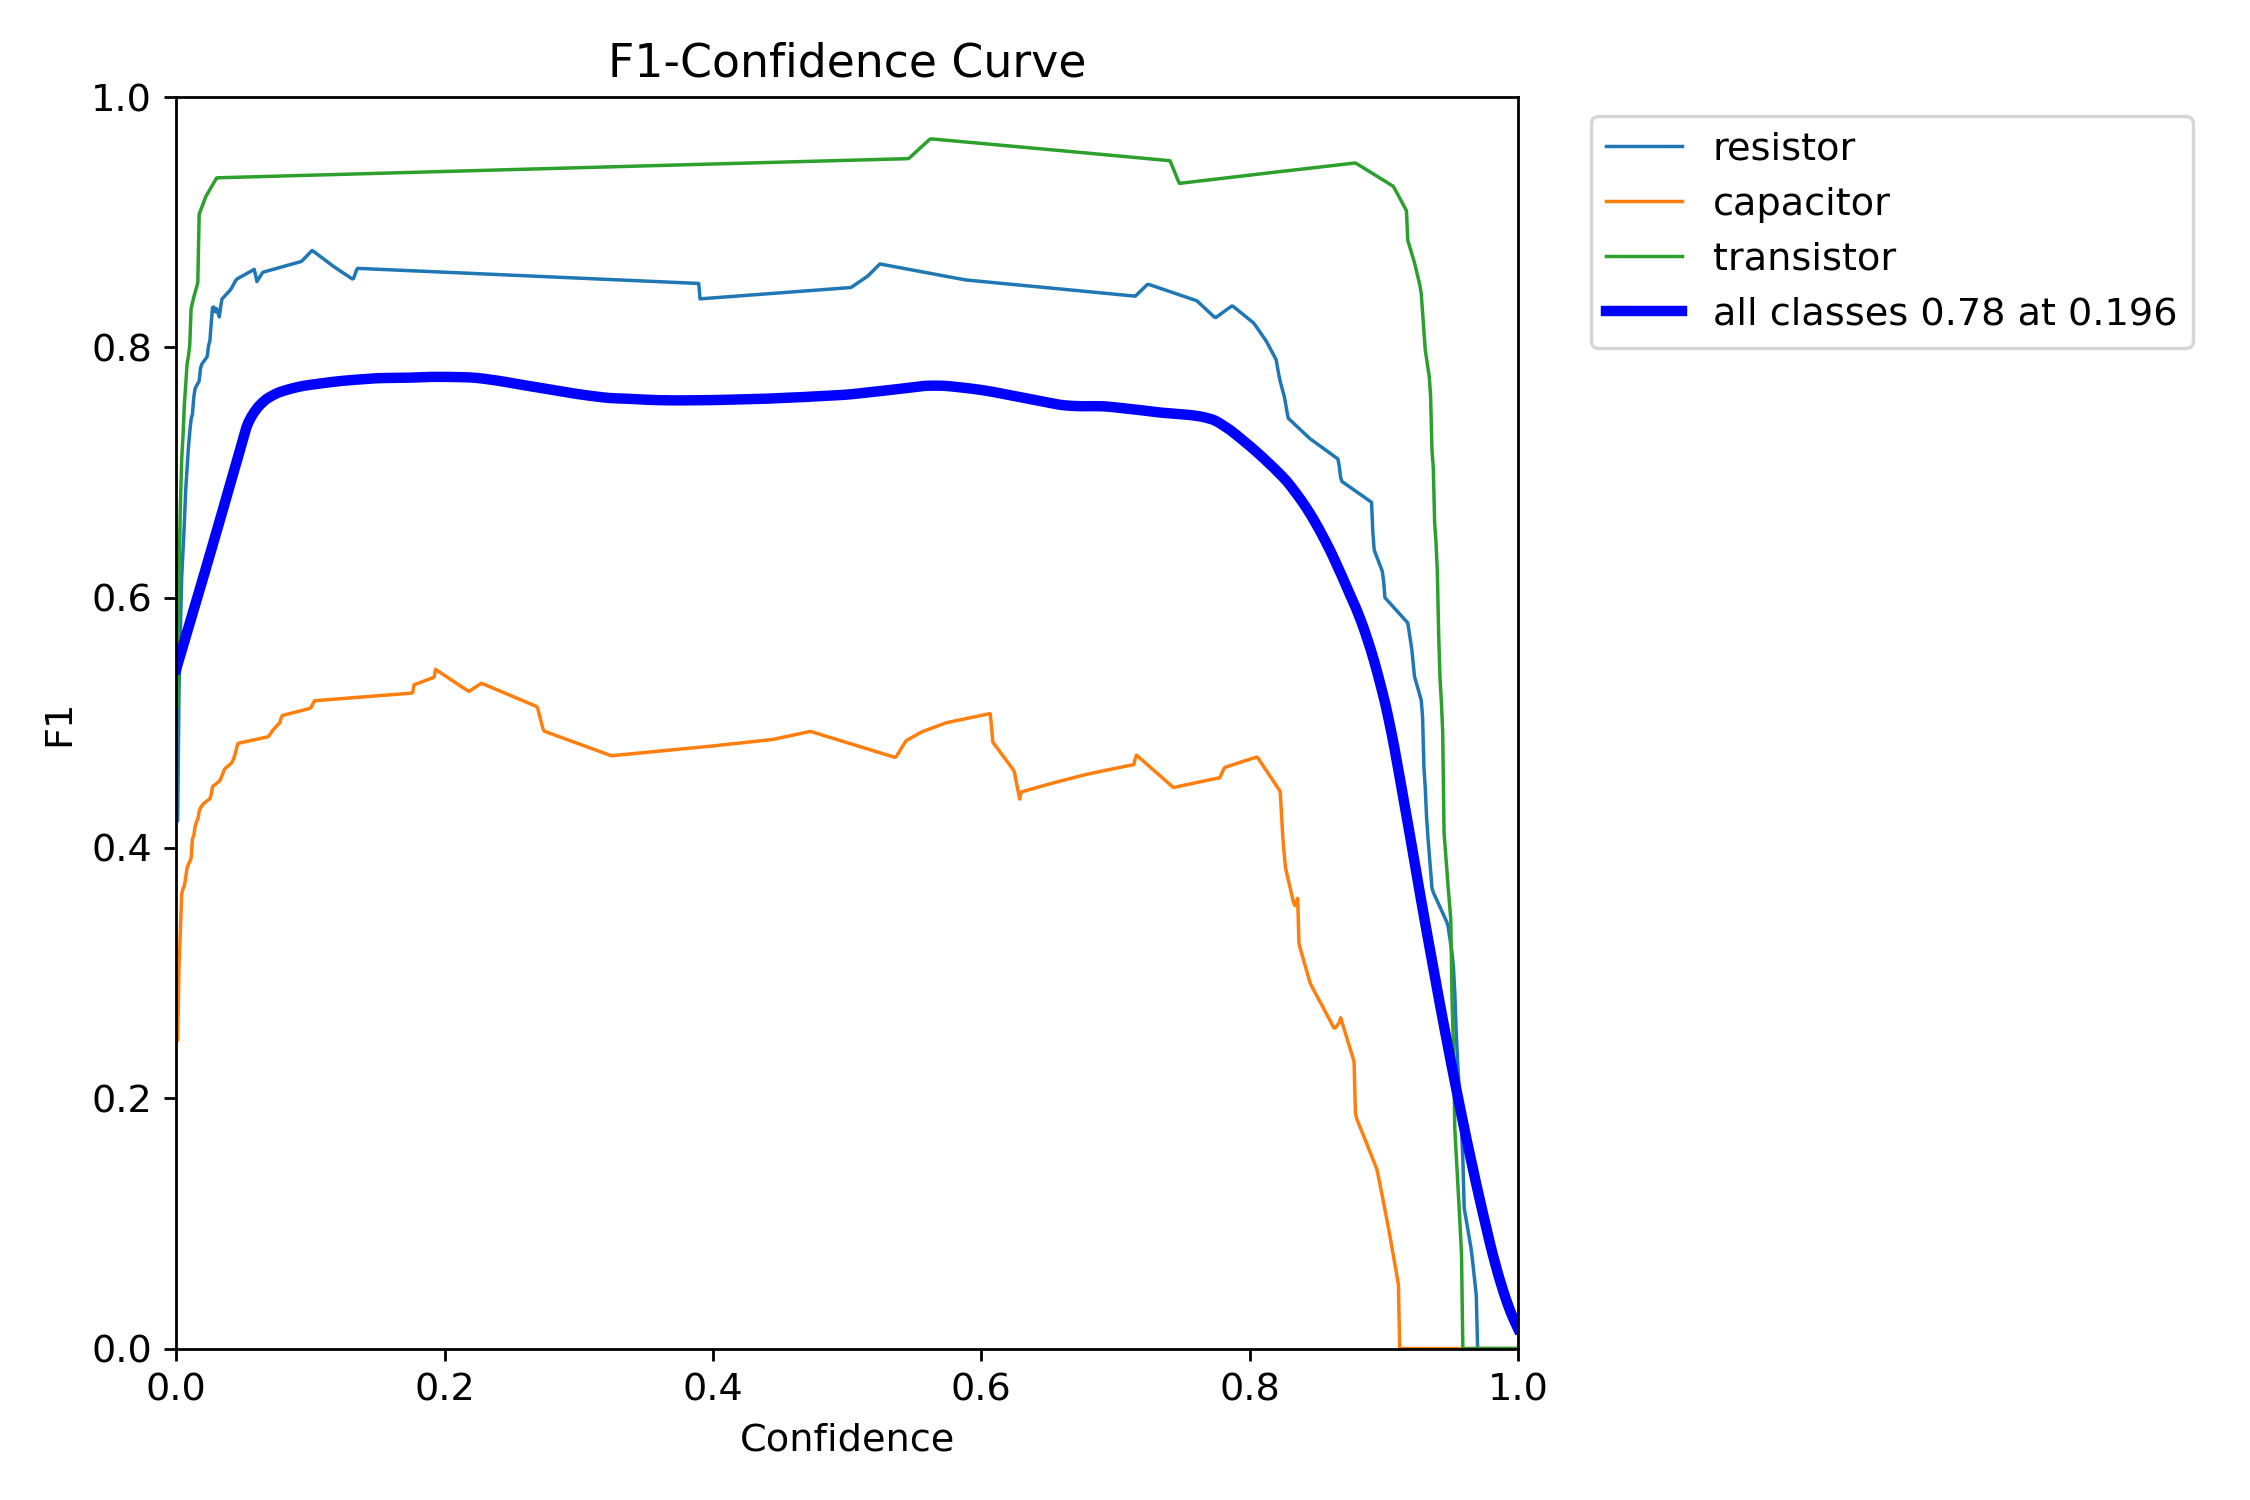 F1-Confidence Curve
1.0
0.8
0.6
0.4
0.2
0.0
F1
0.0 0.2 0.4 0.6 0.8 1.0
Confidence
resistor
capacitor
transistor
all classes 0.78 at 0.196